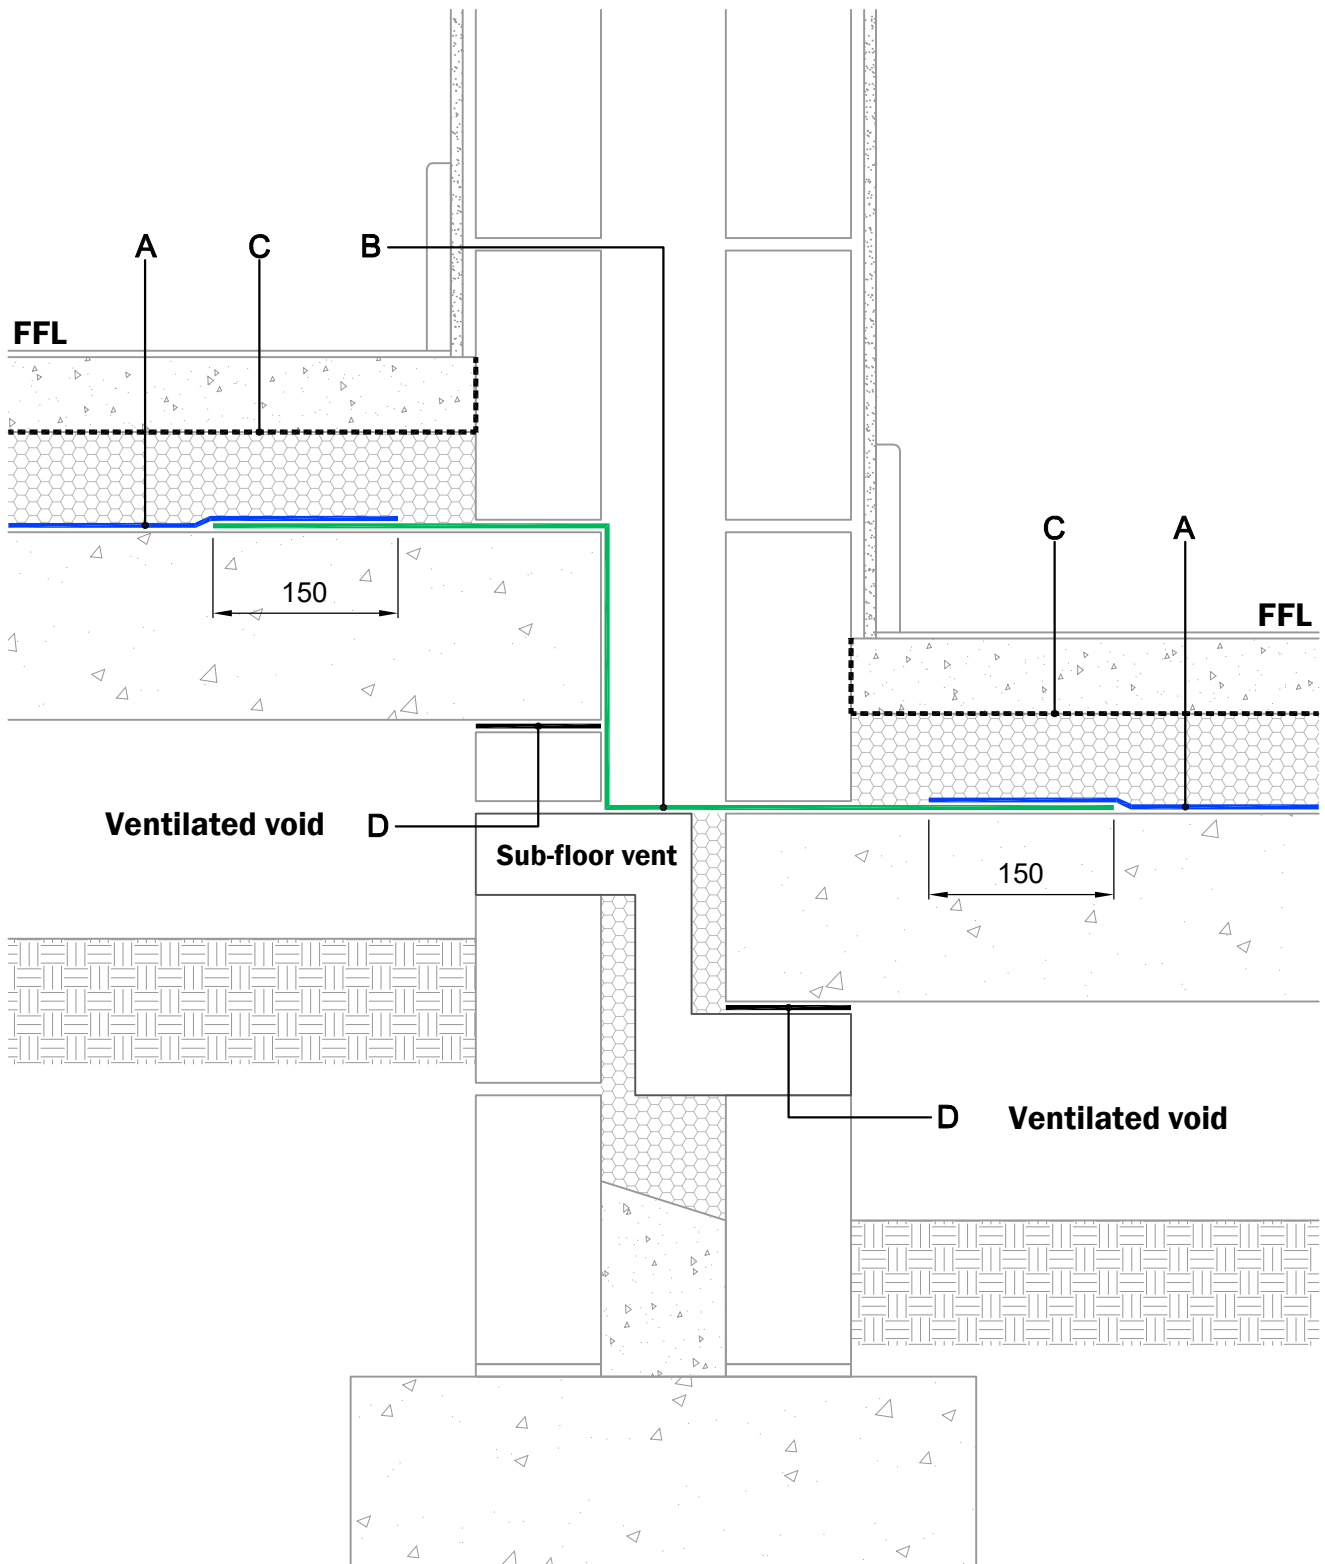 A
C
B
FFL
C
A
150
FFL
Ventilated void
D
Sub-floor vent
150
D
Ventilated void